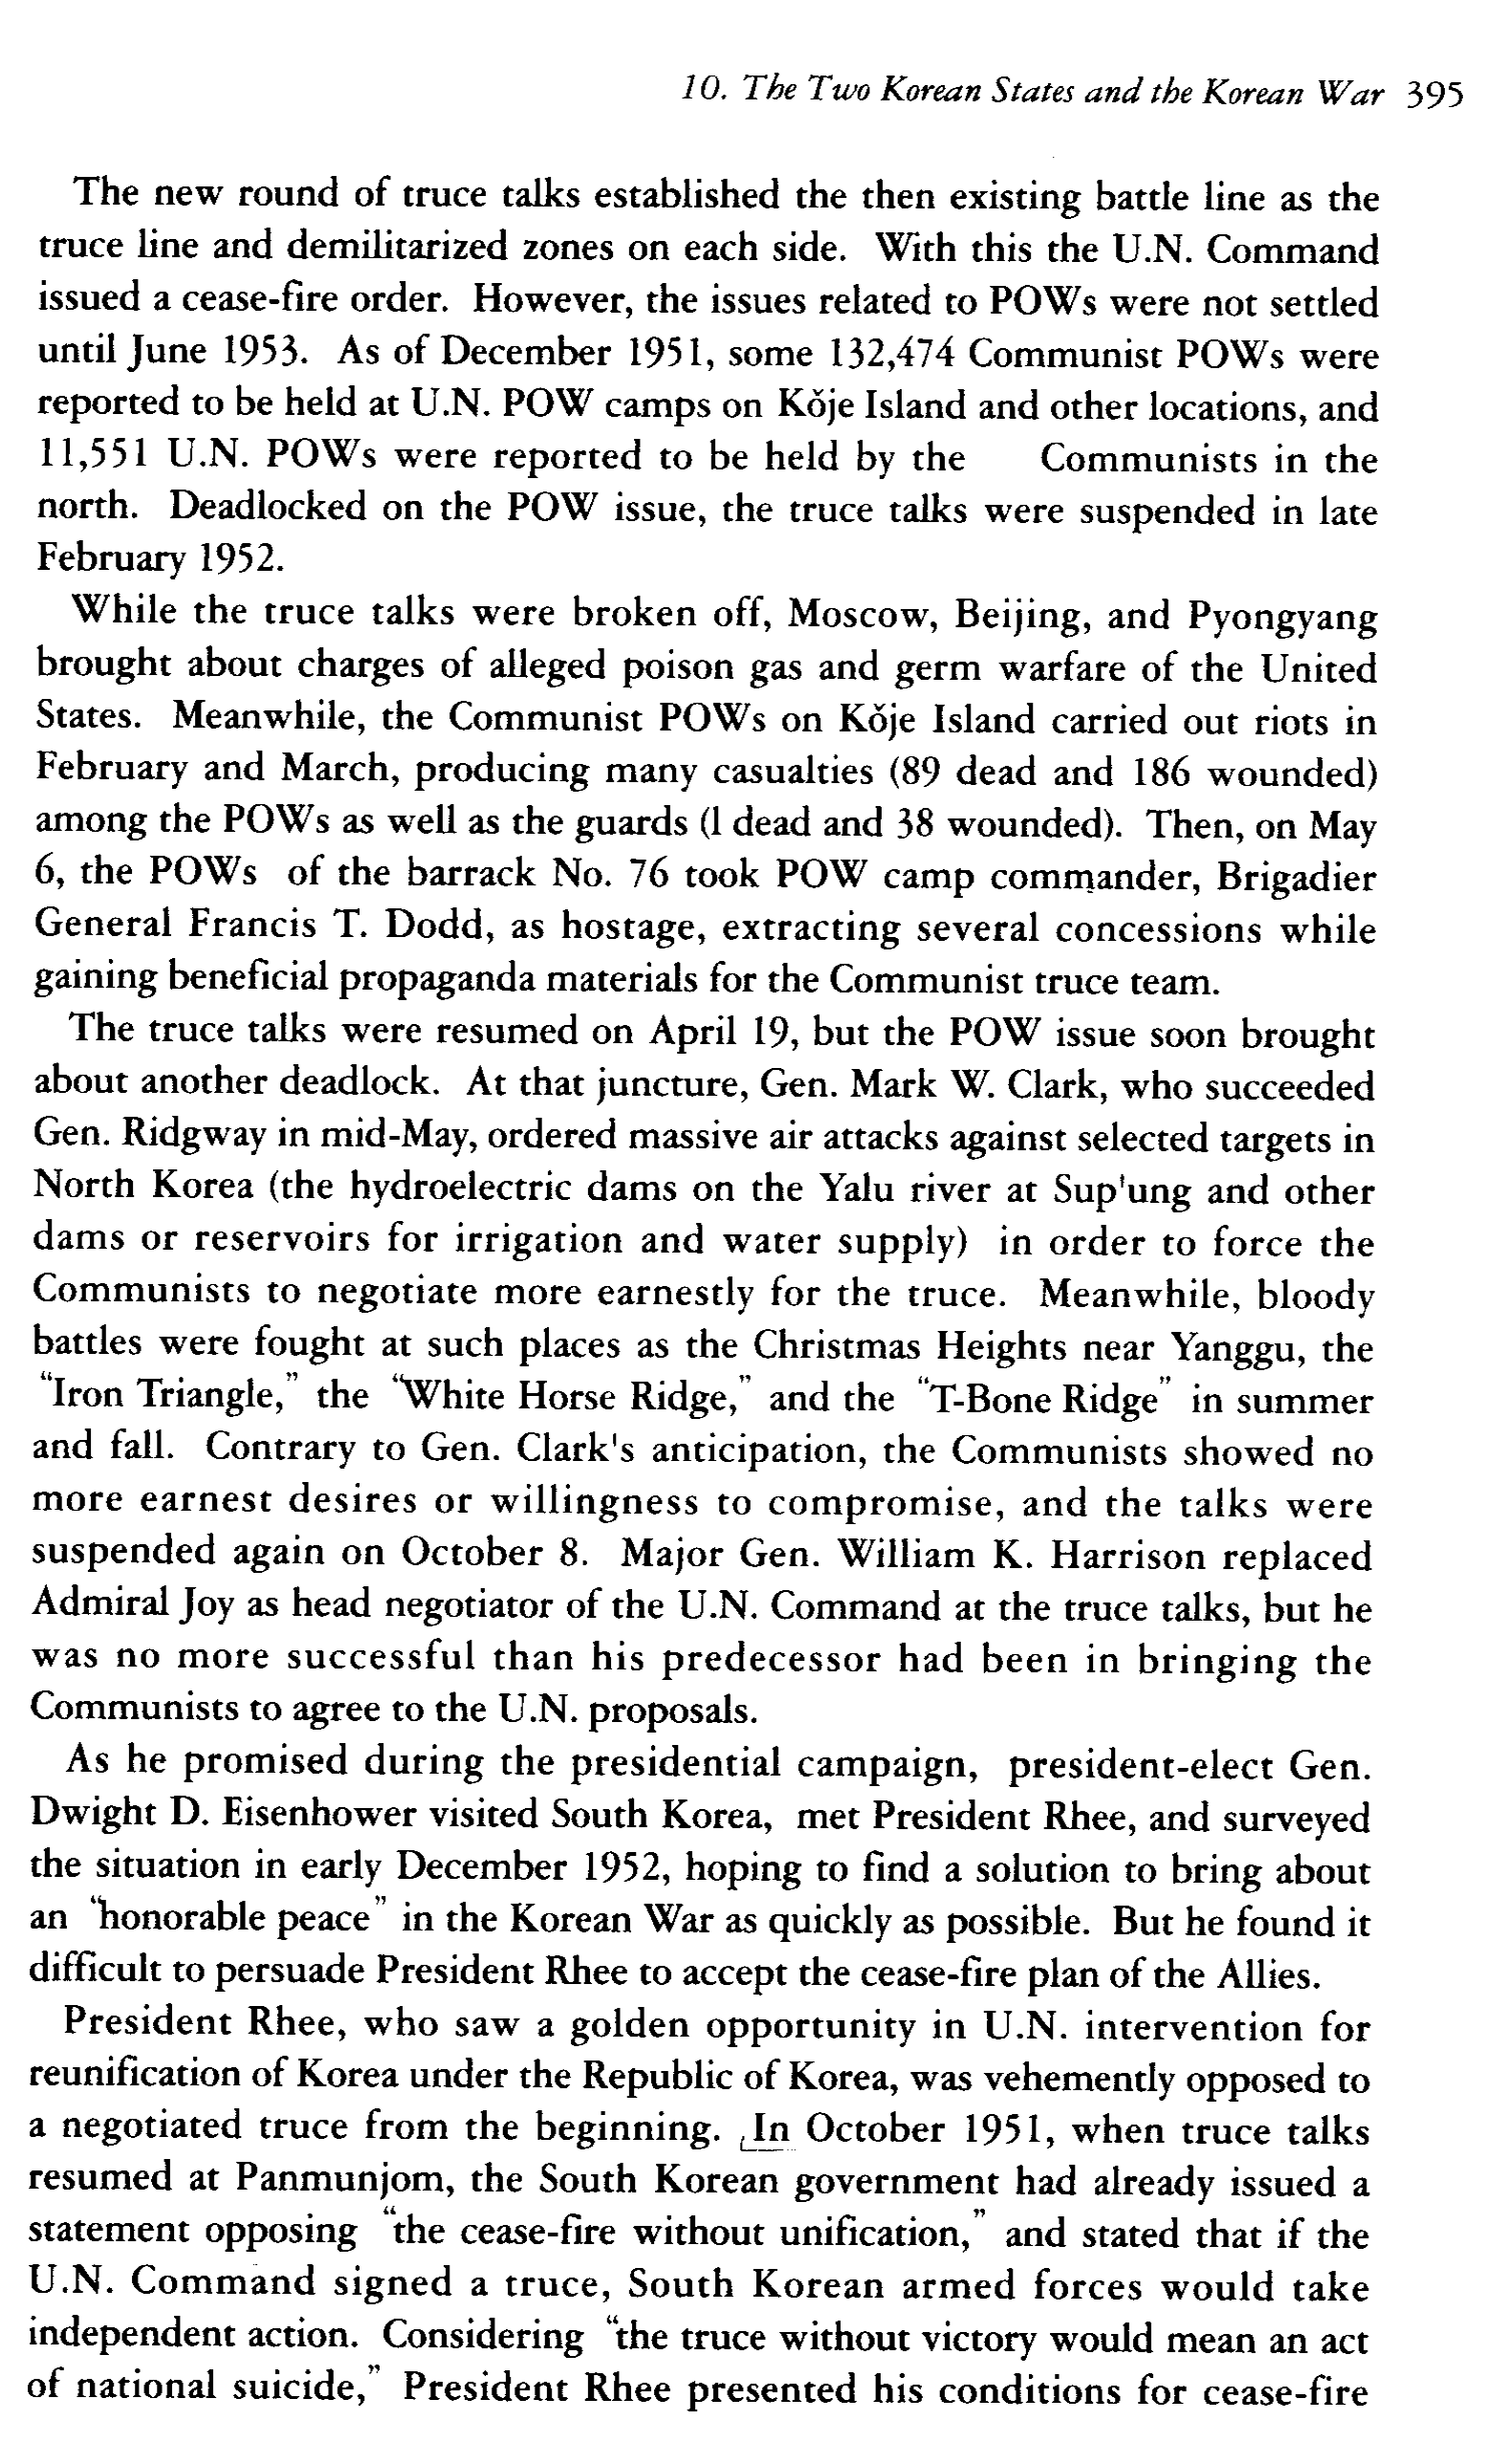 10. The Two Korean States and the Korean War 395
The new round of truce talks established the then existing battle line as the
truce line and demilitarized zones on each side. With this the U.N. Command
issued a cease-fire order. However, the issues related to POWs were not settled
until June 1953. As of December 1951, some 132,474 Communist POWs were
reported to be held at U.N. POW camps on Kŏje Island and other locations, and
11,551 U.N. POWs were reported to be held by the Communists in the
north. Deadlocked on the POW issue, the truce talks were suspended in late
February 1952.
While the truce talks were broken off, Moscow, Beijing, and Pyongyang
brought about charges of alleged poison gas and germ warfare of the United
States. Meanwhile, the Communist POWs on Kŏje Island carried out riots in
February and March, producing many casualties (89 dead and 186 wounded)
among the POWs as well as the guards (1 dead and 38 wounded). Then, on May
6, the POWs of the barrack No. 76 took POW camp commander, Brigadier
General Francis T. Dodd, as hostage, extracting several concessions while
gaining beneficial propaganda materials for the Communist truce team.
The truce talks were resumed on April 19, but the POW issue soon brought
about another deadlock. At that juncture, Gen. Mark W. Clark, who succeeded
Gen. Ridgway in mid-May, ordered massive air attacks against selected targets in
North Korea (the hydroelectric dams on the Yalu river at Sup'ung and other
dams or reservoirs for irrigation and water supply) in order to force the
Communists to negotiate more earnestly for the truce. Meanwhile, bloody
battles were fought at such places as the Christmas Heights near Yanggu, the
“Iron Triangle,” the “White Horse Ridge,” and the “T-Bone Ridge” in summer
and fall. Contrary to Gen. Clark's anticipation, the Communists showed no
more earnest desires or willingness to compromise, and the talks were
suspended again on October 8. Major Gen. William K. Harrison replaced
Admiral Joy as head negotiator of the U.N. Command at the truce talks, but he
was no more successful than his predecessor had been in bringing the
Communists to agree to the U.N. proposals.
As he promised during the presidential campaign, president-elect Gen.
Dwight D. Eisenhower visited South Korea, met President Rhee, and surveyed
the situation in early December 1952, hoping to find a solution to bring about
an “honorable peace” in the Korean War as quickly as possible. But he found it
difficult to persuade President Rhee to accept the cease-fire plan of the Allies.
President Rhee, who saw a golden opportunity in U.N. intervention for
reunification of Korea under the Republic of Korea, was vehemently opposed to
a negotiated truce from the beginning. In October 1951, when truce talks
resumed at Panmunjom, the South Korean government had already issued a
statement opposing “the cease-fire without unification,” and stated that if the
U.N. Command signed a truce, South Korean armed forces would take
independent action. Considering “the truce without victory would mean an act
of national suicide,” President Rhee presented his conditions for cease-fire